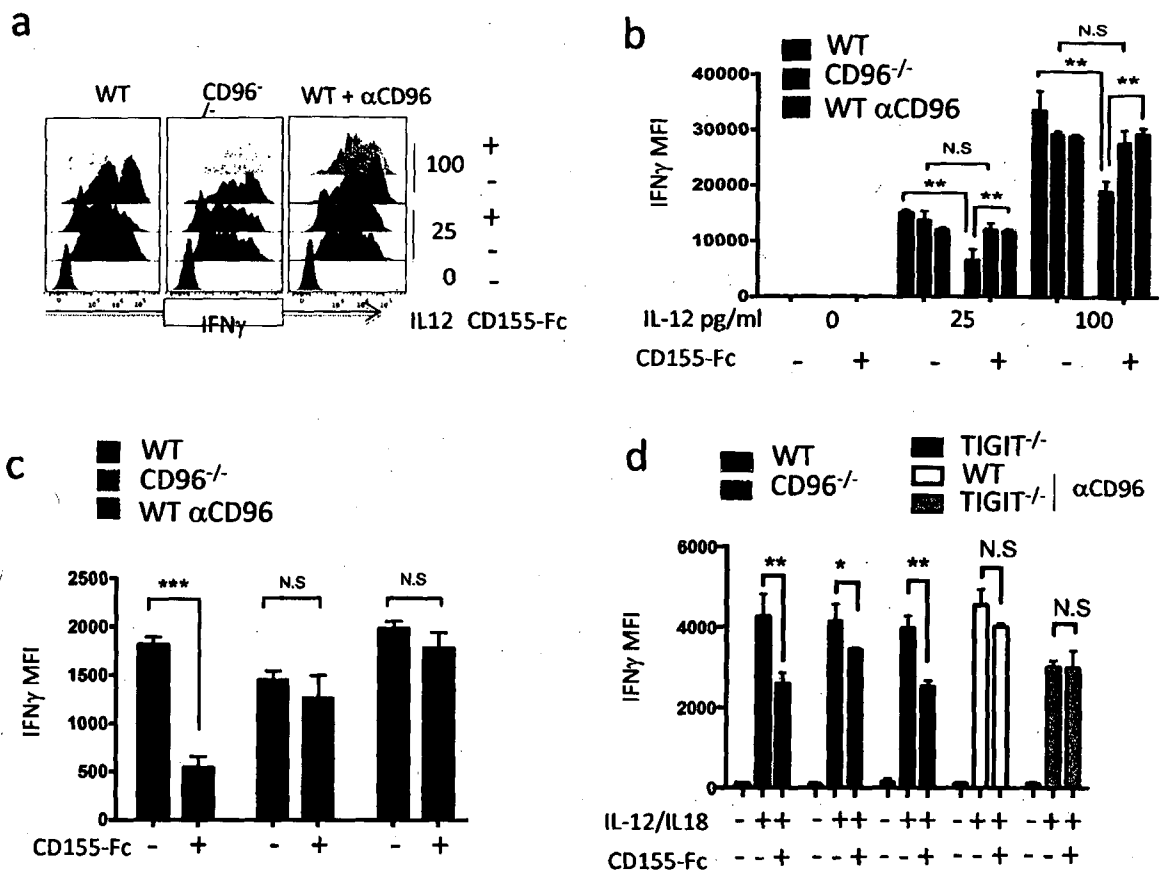 a
WT
CD96-
/-
WT + αCD96
100
+
-
25
+
-
0
-
0
IFNγ
IL12 CD155-Fc
b
WT
CD96-/-
WT αCD96
IFNγ MFI
40000
30000
20000
10000
0
N.S
**
**
N.S
**
**
IL-12 pg/ml 0 25 100
CD155-Fc - + - + - +
c
WT
CD96-/-
WT αCD96
IFNγ MFI
2500
2000
1500
1000
500
0
*** N.S N.S
CD155-Fc - + - + - +
d
WT
CD96-/-
TIGIT-/-
WT
TIGIT-/-
αCD96
IFNγ MFI
6000
4000
2000
0
** * ** N.S N.S
IL-12/IL18 - + + - + + - + + - + + - + +
CD155-Fc - - + - - + - - + - - + - - +